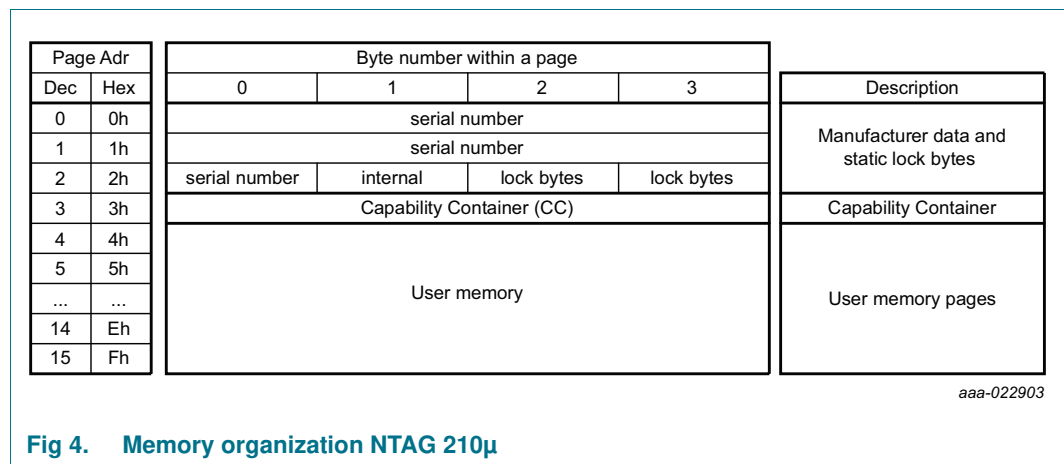 Page Adr Byte number within a page
Dec Hex 0 1 2 3 Description
0 0h serial number
Manufacturer data and
1 1h serial number
static lock bytes
2 2h serial number internal lock bytes lock bytes
3 3h Capability Container (CC) Capability Container
4 4h
5 5h
User memory User memory pages
... ...
14 Eh
15 Fh
aaa-022903
Fig 4. Memory organization NTAG 210µ